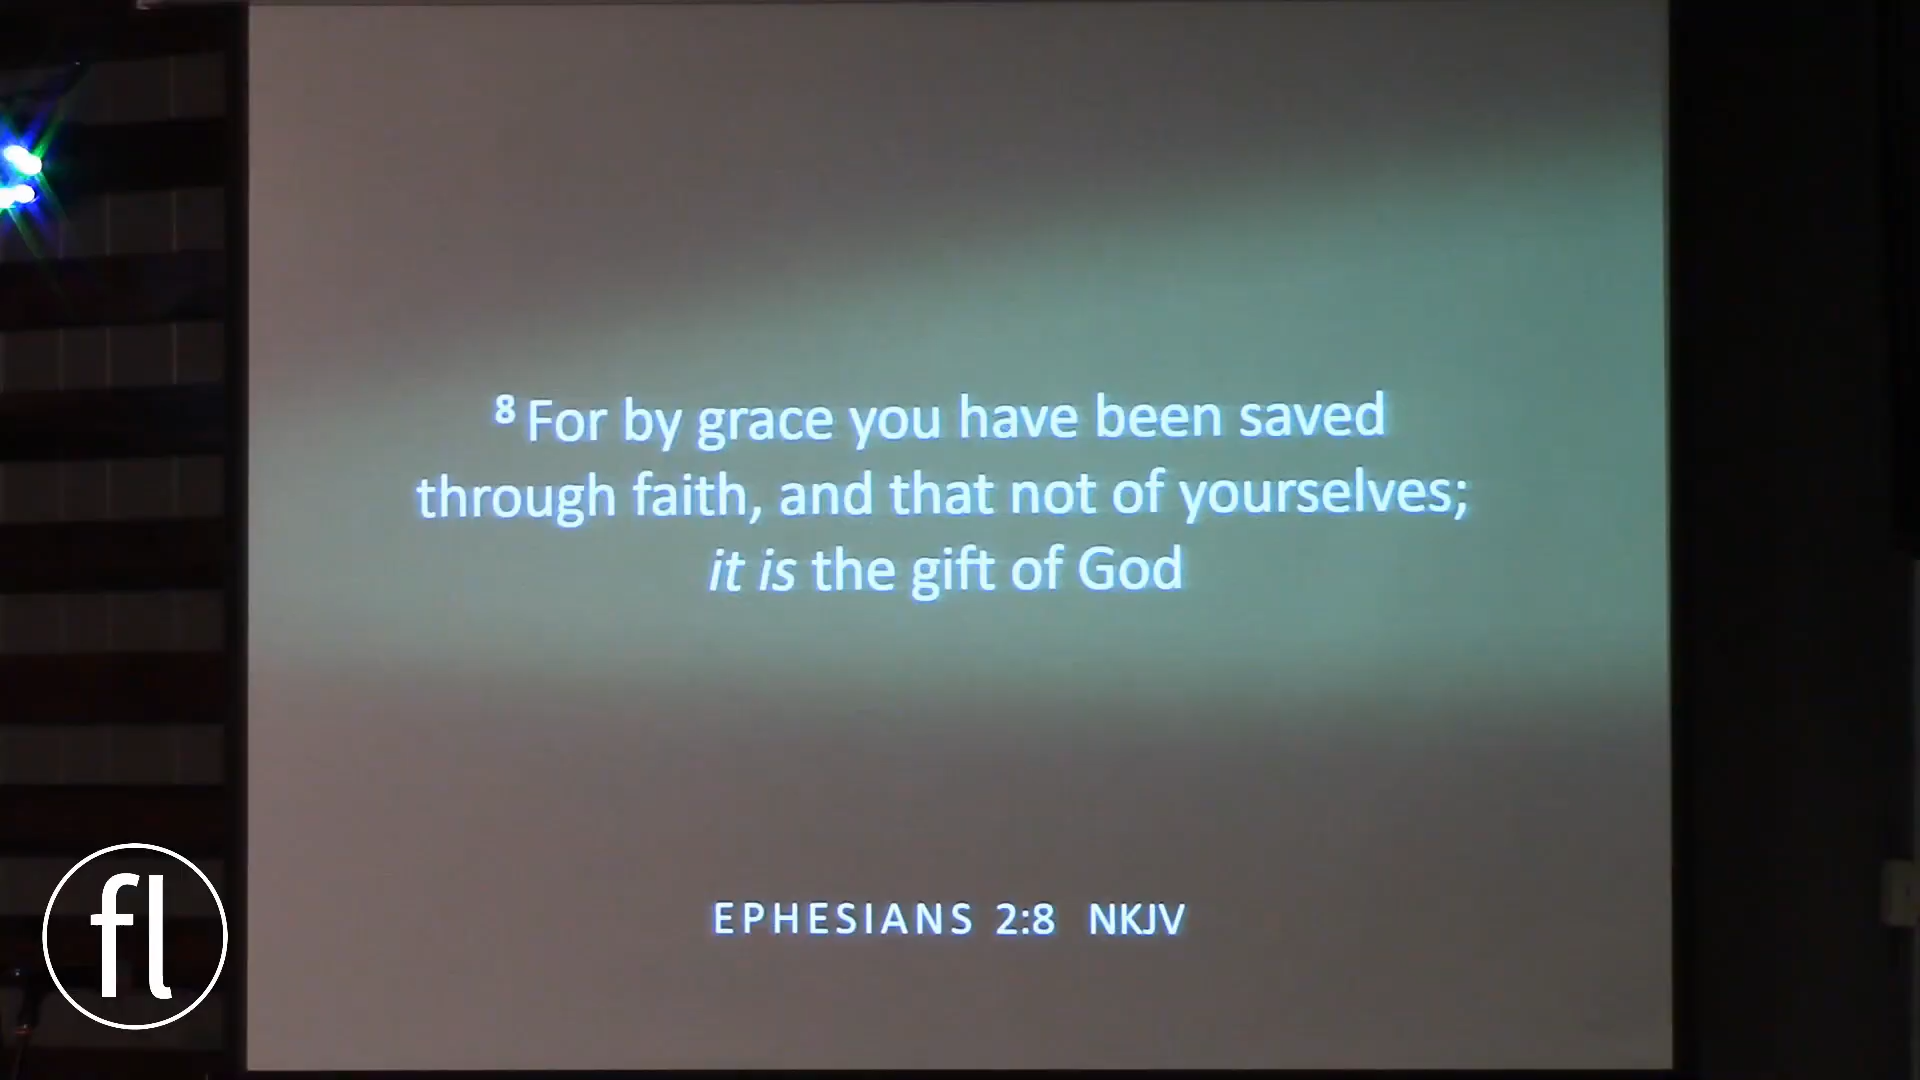 ⁸ For by grace you have been saved
through faith, and that not of yourselves;
it is the gift of God
EPHESIANS 2:8 NKJV
fl